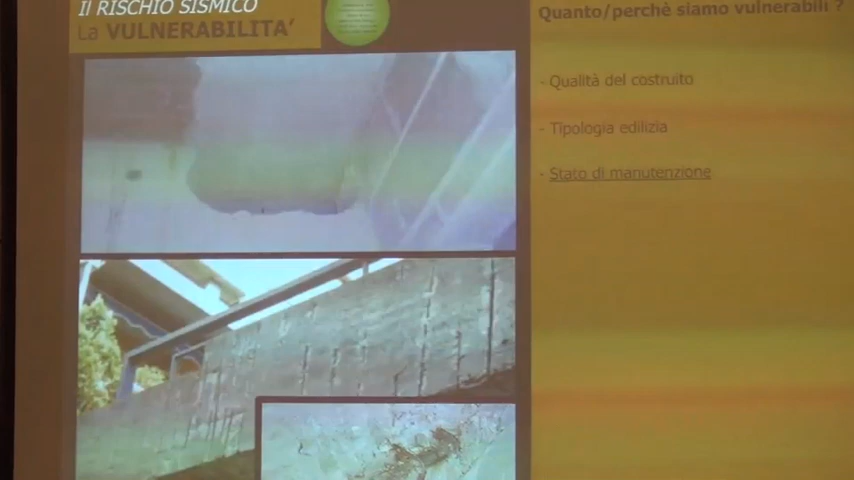 Il RISCHIO SISMICO
La VULNERABILITA'
Quanto/perchè siamo vulnerabili ?
- Qualità del costruito
- Tipologia edilizia
- Stato di manutenzione